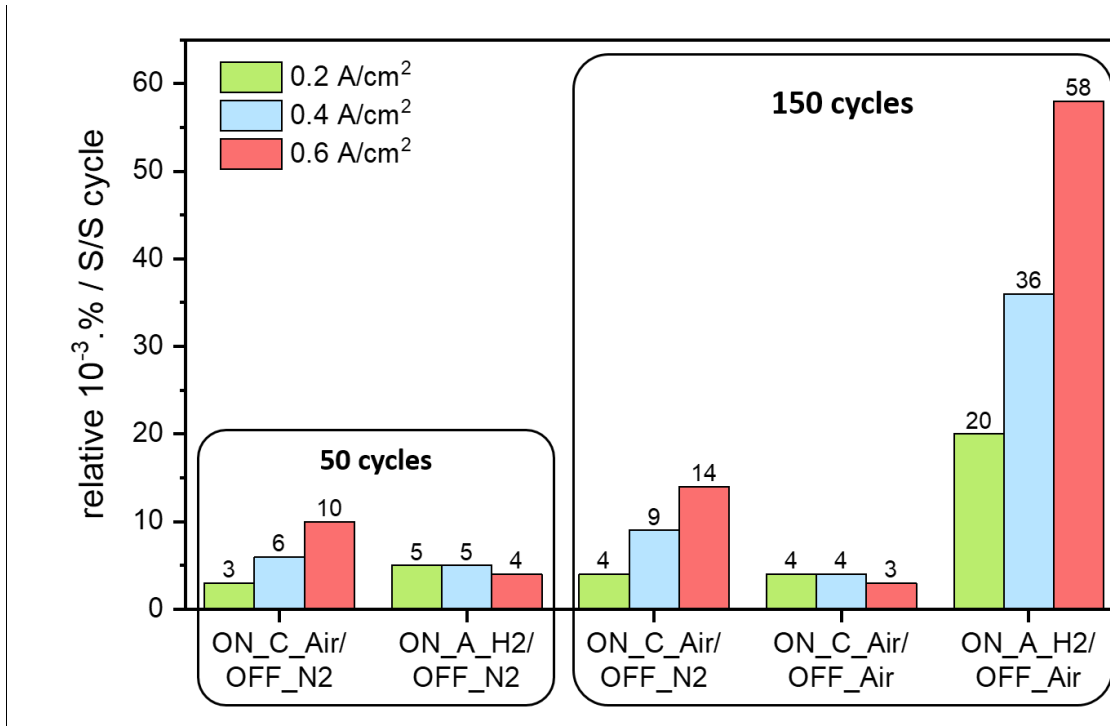 relative 10⁻³.% / S/S cycle
60
50
40
30
20
10
0
0.2 A/cm²
0.4 A/cm²
0.6 A/cm²
50 cycles
150 cycles
3
6
10
5
5
4
4
9
14
4
4
3
20
36
58
ON_C_Air/
OFF_N2
ON_A_H2/
OFF_N2
ON_C_Air/
OFF_N2
ON_C_Air/
OFF_Air
ON_A_H2/
OFF_Air